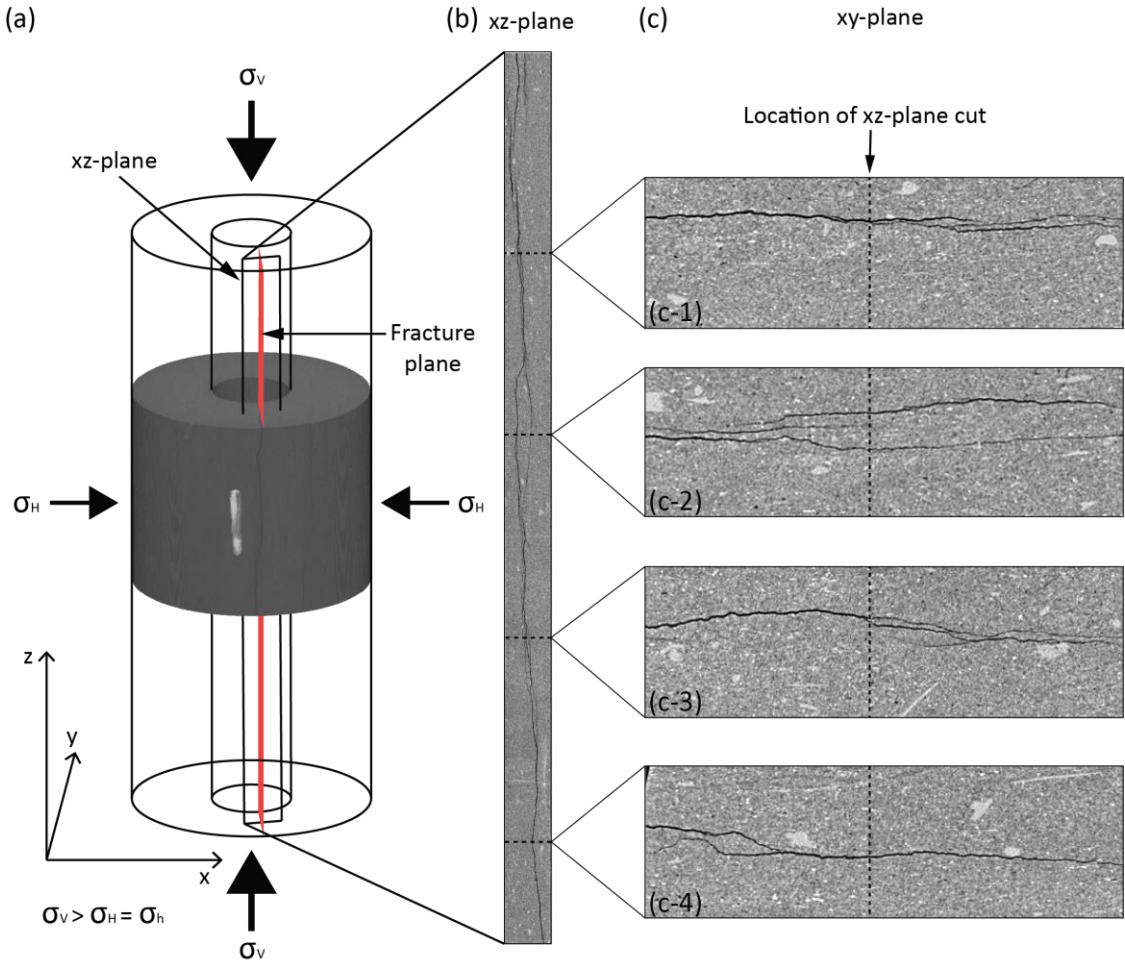 (a)
(b)
xz-plane
(c)
xy-plane
σV
xz-plane
Location of xz-plane cut
Fracture
plane
(c-1)
(c-2)
σH
σH
(c-3)
z
y
x
(c-4)
σV > σH = σh
σV